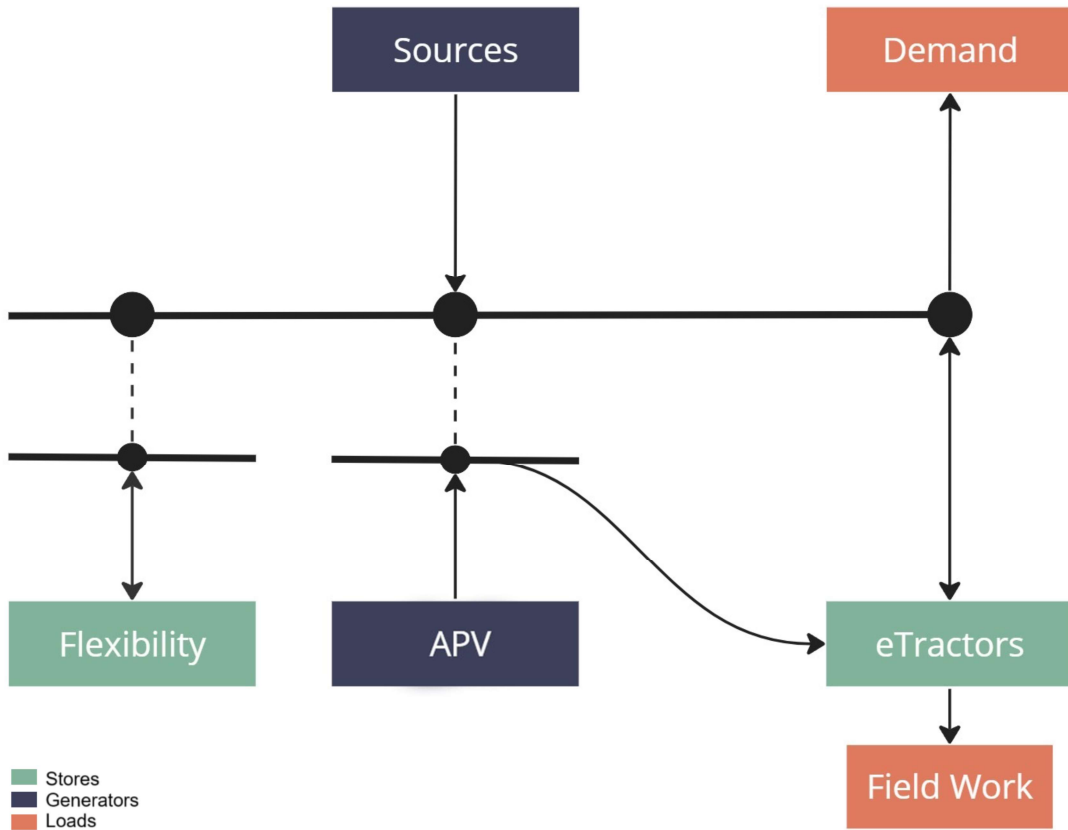 Sources
Demand
Flexibility
APV
eTractors
Field Work
Stores
Generators
Loads